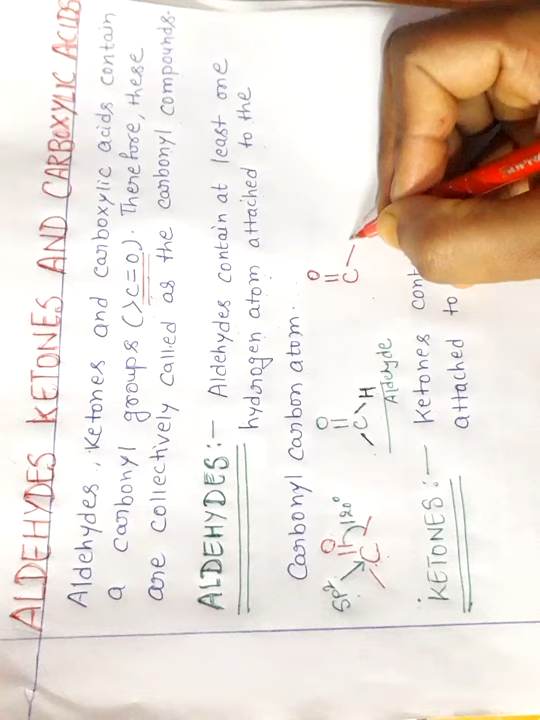 ALDEHYDES KETONES AND CARBOXYLIC ACIDS
Aldehydes, Ketones and carboxylic acids contain
a carbonyl groups (>C=O). Therefore, these
are collectively called as the carbonyl compounds.
ALDEHYDES:- Aldehydes contain at least one
hydrogen atom attached to the
Carbonyl carbon atom.
SP² O C 120°
O C H
Aldehyde
O C
KETONES:- Ketones cont
attached to